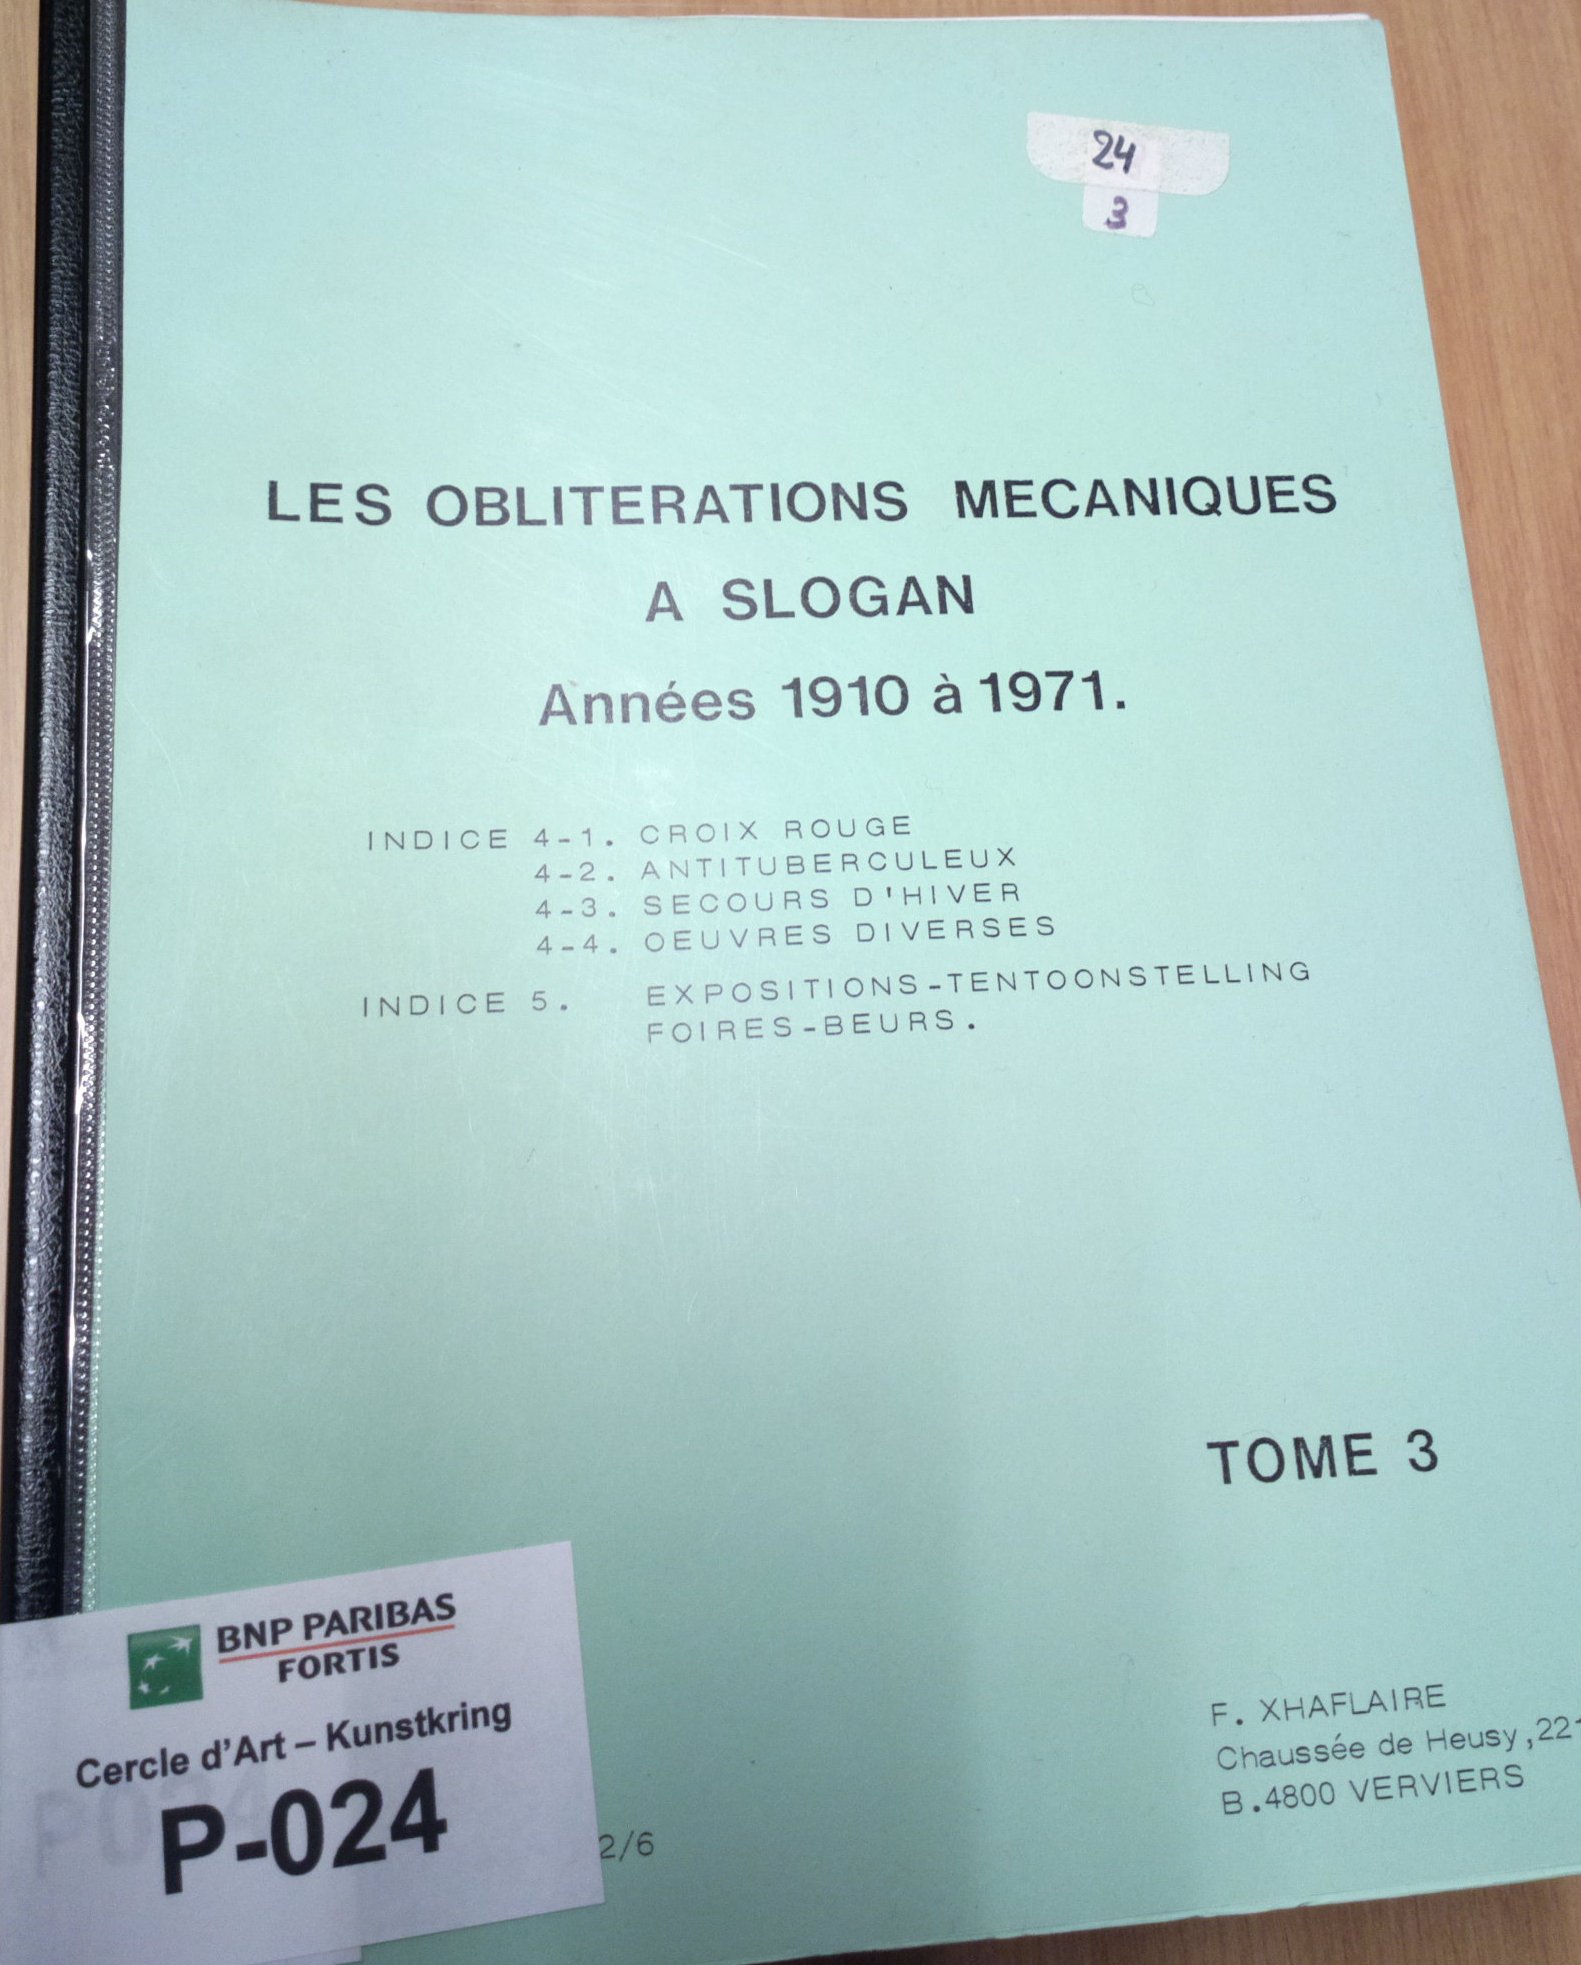 24
3
LES OBLITERATIONS MECANIQUES
A SLOGAN
Années 1910 à 1971.
INDICE 4-1. CROIX ROUGE
4-2. ANTITUBERCULEUX
4-3. SECOURS D'HIVER
4-4. OEUVRES DIVERSES
INDICE 5. EXPOSITIONS-TENTOONSTELLING
FOIRES-BEURS.
TOME 3
F. XHAFLAIRE
Chaussée de Heusy,221
B.4800 VERVIERS
BNP PARIBAS
FORTIS
Cercle d'Art – Kunstkring
P-024
2/6